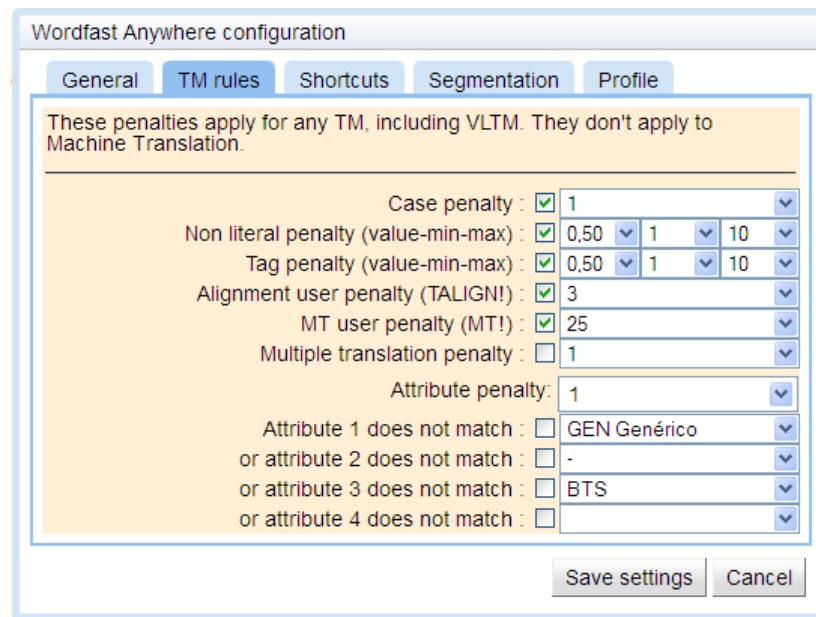 Wordfast Anywhere configuration
General TM rules Shortcuts Segmentation Profile
These penalties apply for any TM, including VLTM. They don't apply to
Machine Translation.
Case penalty : 1
Non literal penalty (value-min-max) : 0,50 1 10
Tag penalty (value-min-max) : 0,50 1 10
Alignment user penalty (TALIGN!) : 3
MT user penalty (MT!) : 25
Multiple translation penalty : 1
Attribute penalty: 1
Attribute 1 does not match : GEN Genérico
or attribute 2 does not match : -
or attribute 3 does not match : BTS
or attribute 4 does not match :
Save settings Cancel